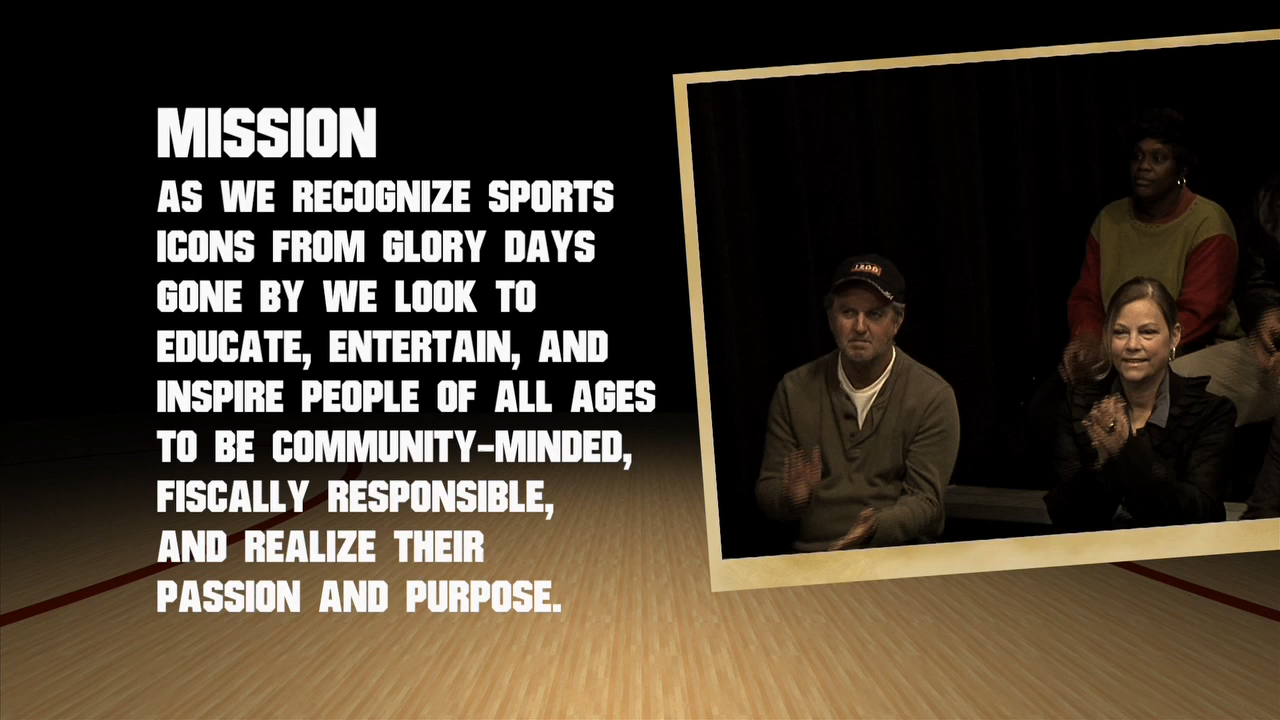 MISSION
AS WE RECOGNIZE SPORTS
ICONS FROM GLORY DAYS
GONE BY WE LOOK TO
EDUCATE, ENTERTAIN, AND
INSPIRE PEOPLE OF ALL AGES
TO BE COMMUNITY-MINDED,
FISCALLY RESPONSIBLE,
AND REALIZE THEIR
PASSION AND PURPOSE.
IZOD